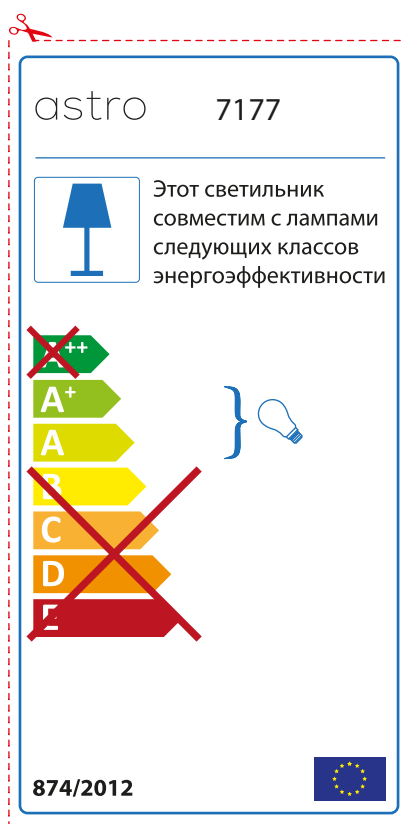 astro 7177
Этот светильник
совместим с лампами
следующих классов
энергоэффективности
A++
A+
A
B
C
D
E
874/2012